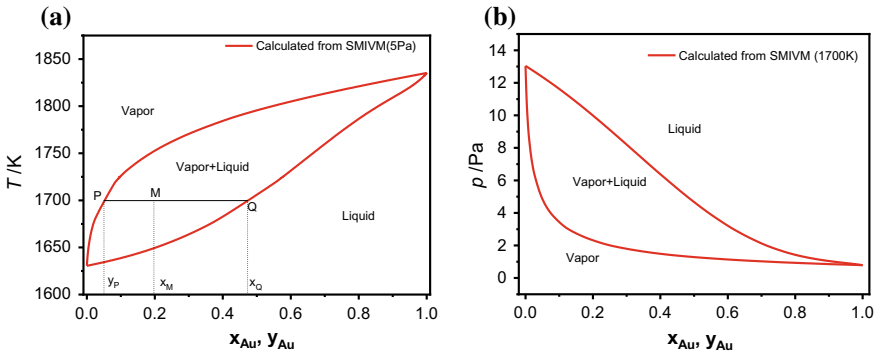 (a)
Calculated from SMIVM(5Pa)
1850
1800
1750
1700
1650
1600
T /K
Vapor
Vapor+Liquid
Liquid
P
M
Q
y_P
x_M
x_Q
0.0 0.2 0.4 0.6 0.8 1.0
x_Au, y_Au
(b)
Calculated from SMIVM (1700K)
14
12
10
8
6
4
2
0
p /Pa
Liquid
Vapor+Liquid
Vapor
0.0 0.2 0.4 0.6 0.8 1.0
x_Au, y_Au